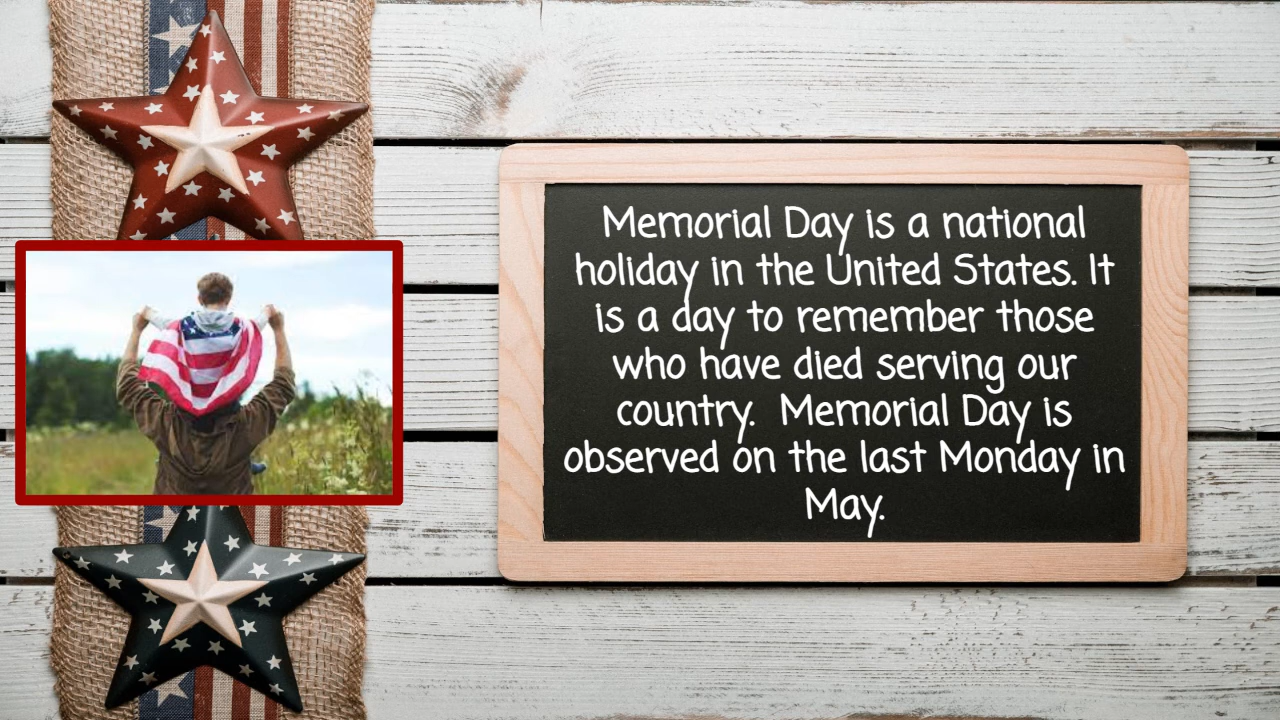 Memorial Day is a national
holiday in the United States. It
is a day to remember those
who have died serving our
country.  Memorial Day is
observed on the last Monday in
May.